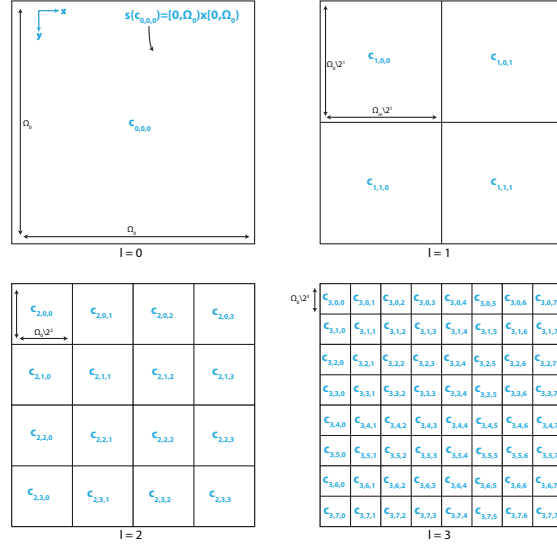 x
s(c0,0,0)=[0,Ω0)x[0,Ω0)
y
Ω0
c0,0,0
Ω0
l = 0
c1,0,0 c1,0,1
Ω0\2¹
Ω0\2¹
c1,1,0 c1,1,1
l = 1
c2,0,0 c2,0,1 c2,0,2 c2,0,3
Ω0\2²
c2,1,0 c2,1,1 c2,1,2 c2,1,3
c2,2,0 c2,2,1 c2,2,2 c2,2,3
c2,3,0 c2,3,1 c2,3,2 c2,3,3
l = 2
Ω0\2³
c3,0,0 c3,0,1 c3,0,2 c3,0,3 c3,0,4 c3,0,5 c3,0,6 c3,0,7
c3,1,0 c3,1,1 c3,1,2 c3,1,3 c3,1,4 c3,1,5 c3,1,6 c3,1,7
c3,2,0 c3,2,1 c3,2,2 c3,2,3 c3,2,4 c3,2,5 c3,2,6 c3,2,7
c3,3,0 c3,3,1 c3,3,2 c3,3,3 c3,3,4 c3,3,5 c3,3,6 c3,3,7
c3,4,0 c3,4,1 c3,4,2 c3,4,3 c3,4,4 c3,4,5 c3,4,6 c3,4,7
c3,5,0 c3,5,1 c3,5,2 c3,5,3 c3,5,4 c3,5,5 c3,5,6 c3,5,7
c3,6,0 c3,6,1 c3,6,2 c3,6,3 c3,6,4 c3,6,5 c3,6,6 c3,6,7
c3,7,0 c3,7,1 c3,7,2 c3,7,3 c3,7,4 c3,7,5 c3,7,6 c3,7,7
l = 3